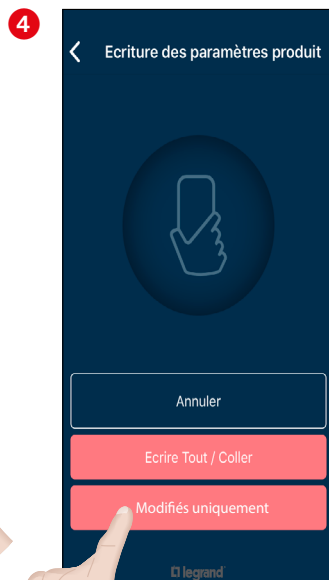 4
Ecriture des paramètres produit
Annuler
Ecrire Tout / Coller
Modifiés uniquement
legrand